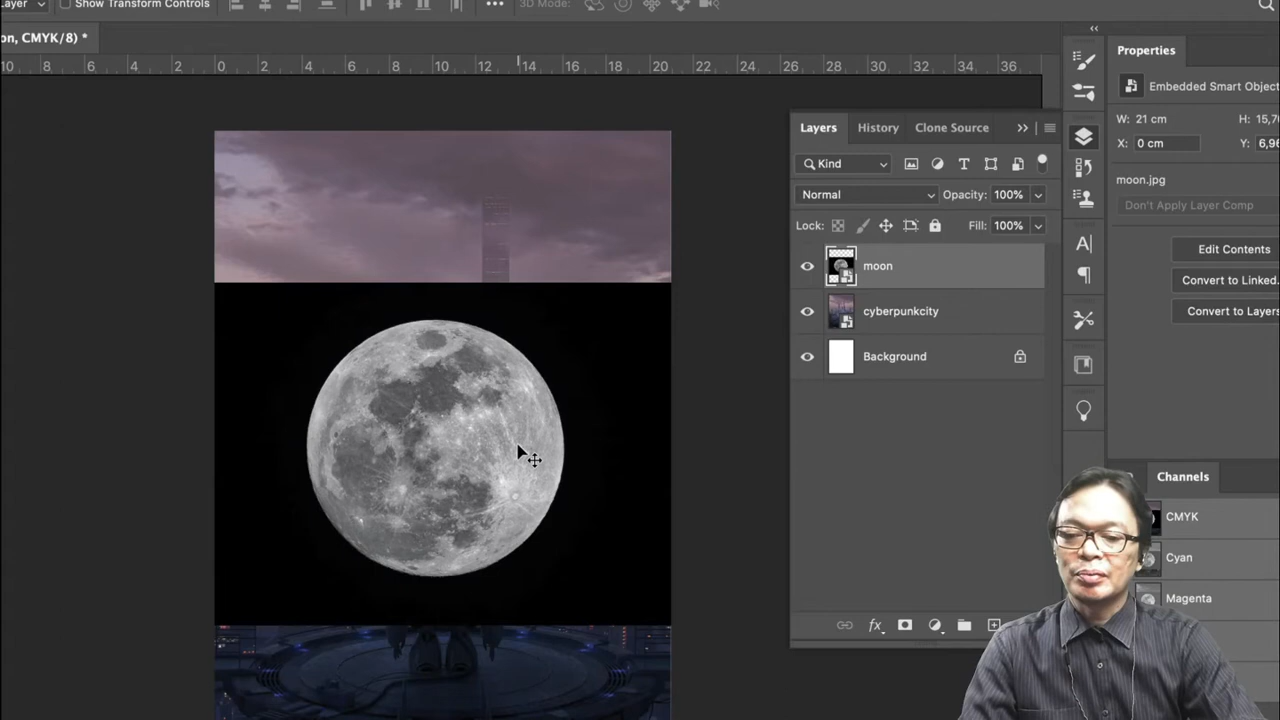 Layer
Show Transform Controls
3D Mode:
on, CMYK/8) *
10 8 6 4 2 0 2 4 6 8 10 12 14 16 18 20 22 24 26 28 30 32 34 36
Properties
Embedded Smart Object
W: 21 cm H: 15,7
X: 0 cm Y: 6,96
moon.jpg
Don't Apply Layer Comp
Edit Contents
Convert to Linked.
Convert to Layers
Layers History Clone Source
Kind
Normal Opacity: 100%
Lock: Fill: 100%
moon
cyberpunkcity
Background
fx
Channels
CMYK
Cyan
Magenta